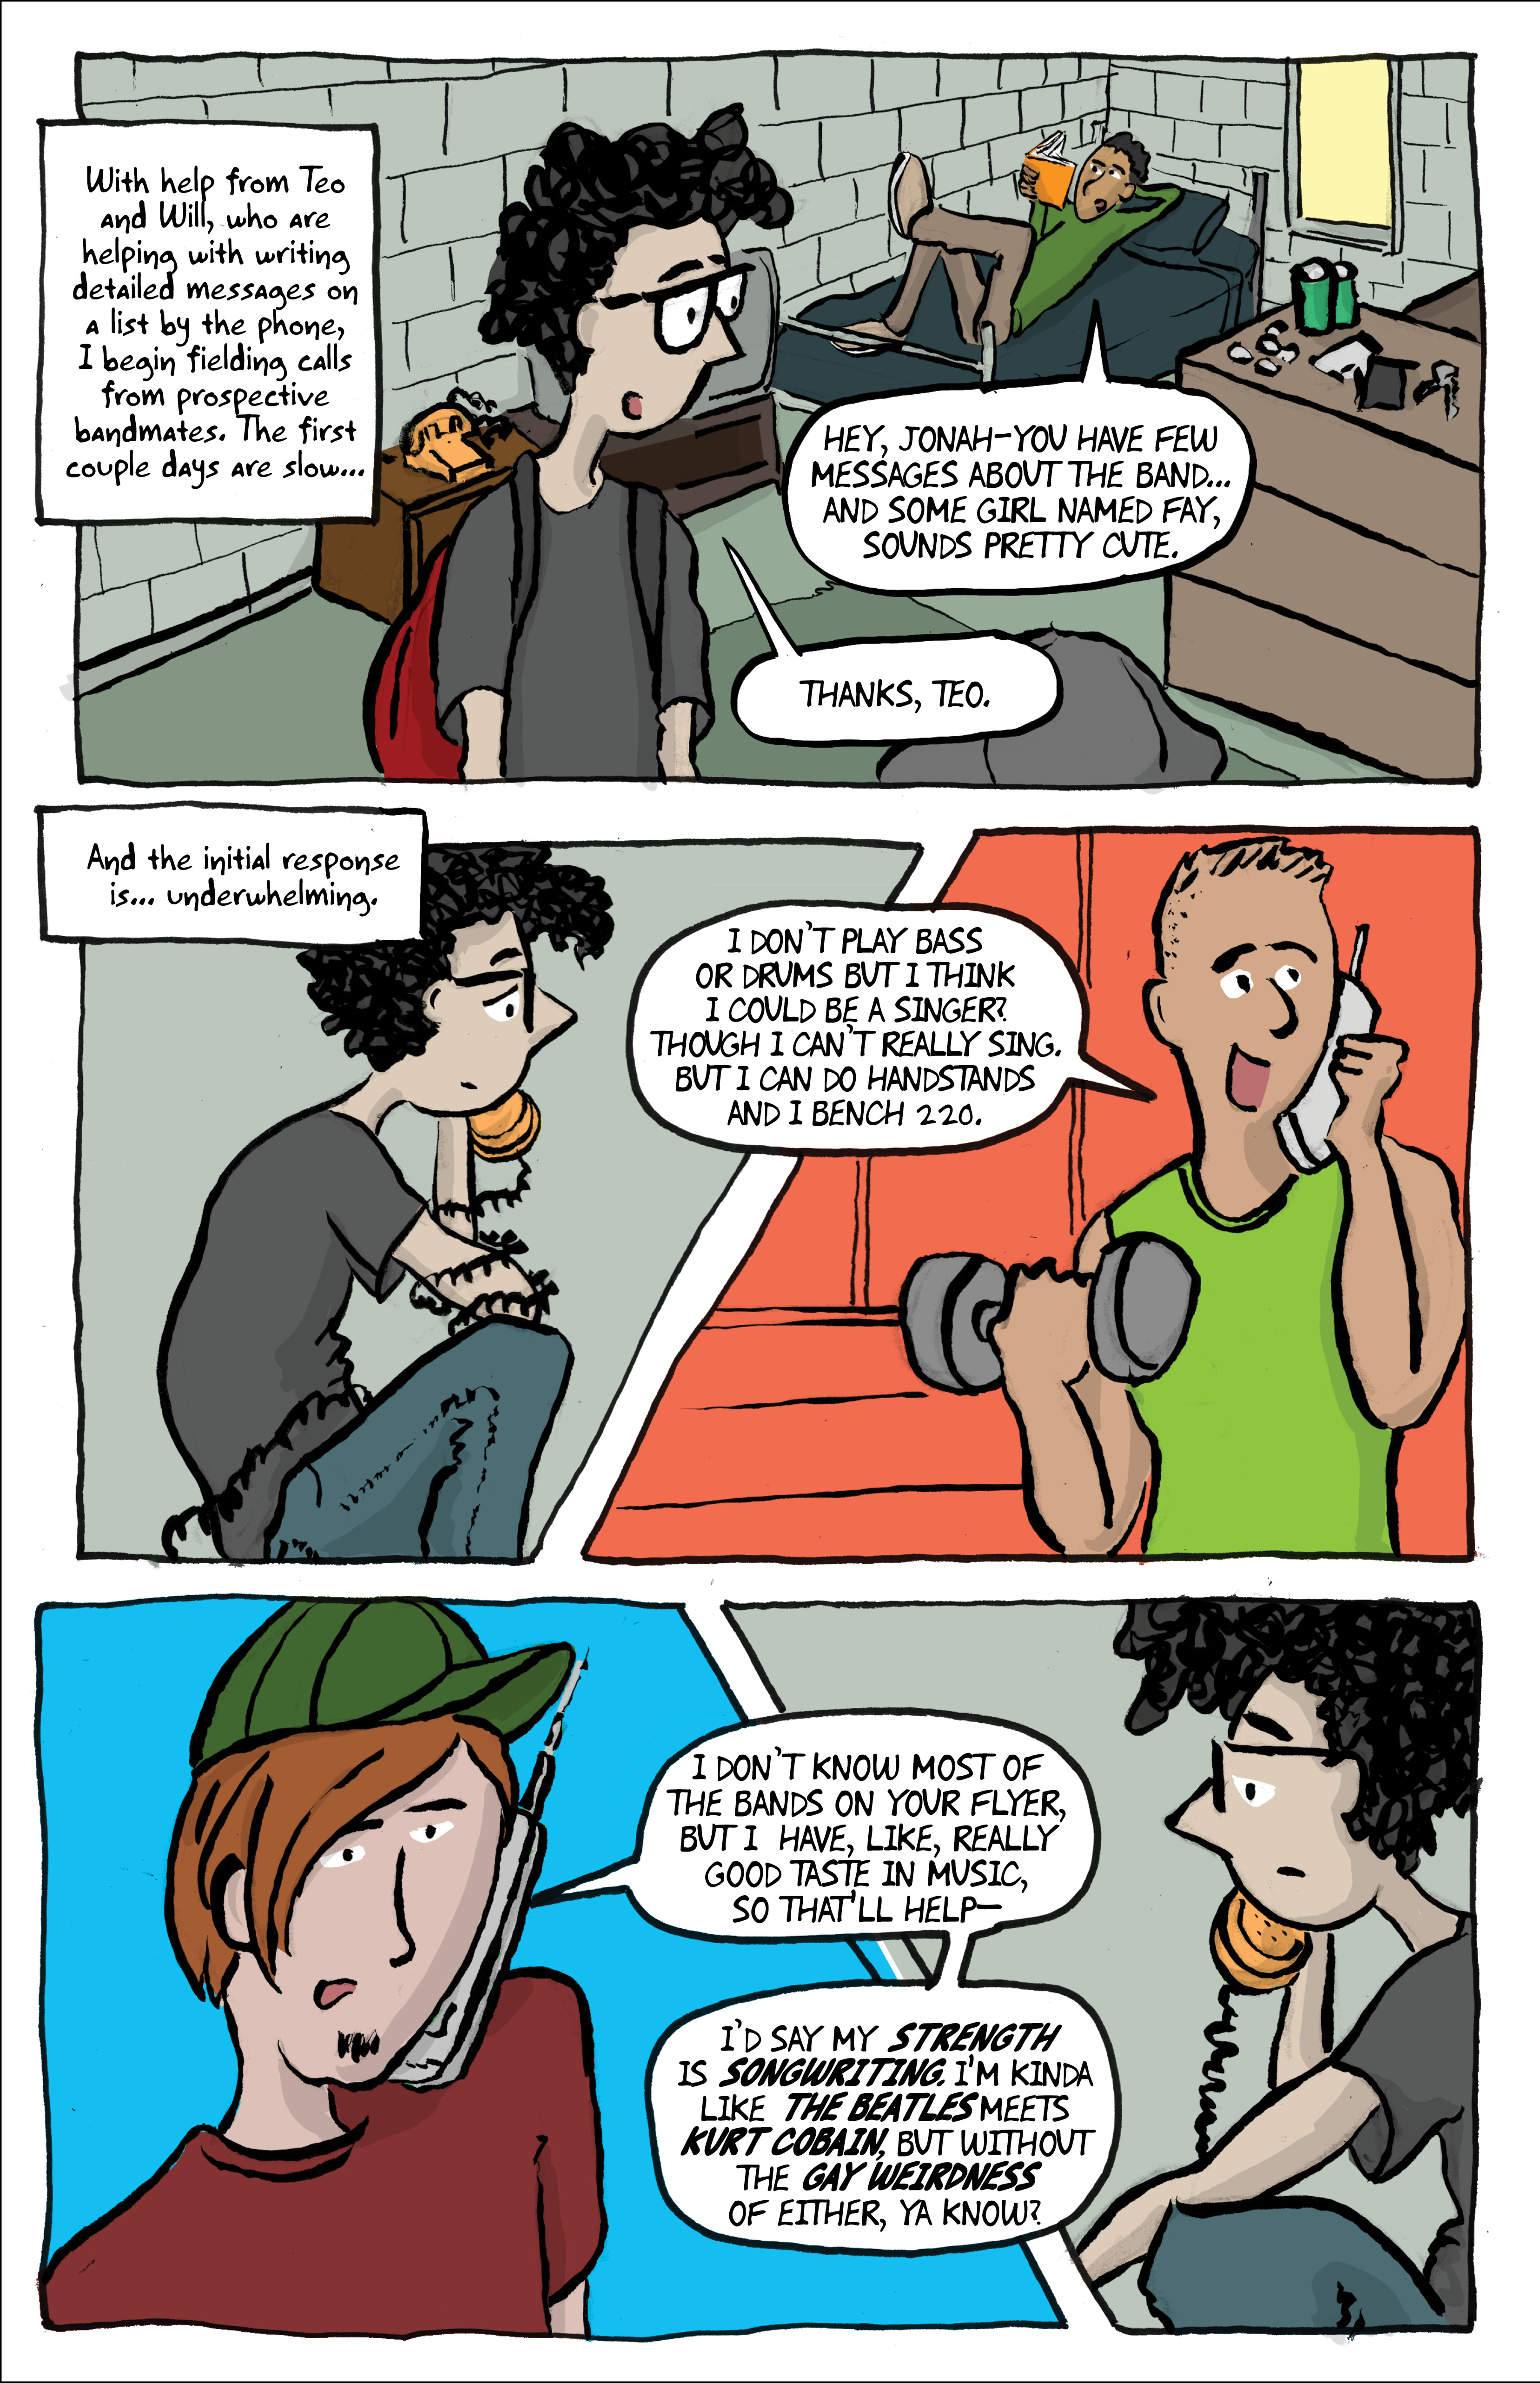 With help from Teo
and Will, who are
helping with writing
detailed messages on
a list by the phone,
I begin fielding calls
from prospective
bandmates. The first
couple days are slow...
HEY, JONAH-YOU HAVE FEW
MESSAGES ABOUT THE BAND...
AND SOME GIRL NAMED FAY,
SOUNDS PRETTY CUTE.
THANKS, TEO.
And the initial response
is... underwhelming.
I DON'T PLAY BASS
OR DRUMS BUT I THINK
I COULD BE A SINGER?
THOUGH I CAN'T REALLY SING.
BUT I CAN DO HANDSTANDS
AND I BENCH 220.
I DON'T KNOW MOST OF
THE BANDS ON YOUR FLYER,
BUT I HAVE, LIKE, REALLY
GOOD TASTE IN MUSIC,
SO THAT'LL HELP—
I'D SAY MY STRENGTH
IS SONGWRITING. I'M KINDA
LIKE THE BEATLES MEETS
KURT COBAIN, BUT WITHOUT
THE GAY WEIRDNESS
OF EITHER, YA KNOW?